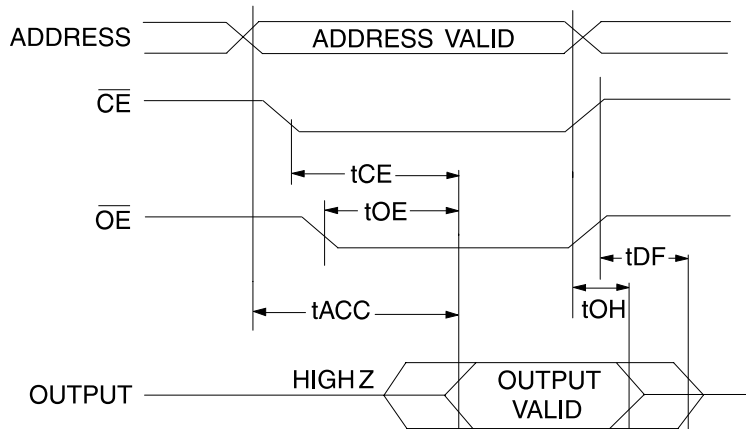 ADDRESS
ADDRESS VALID
CE
tCE
tOE
OE
tDF
tACC
tOH
HIGH Z
OUTPUT
OUTPUT
VALID